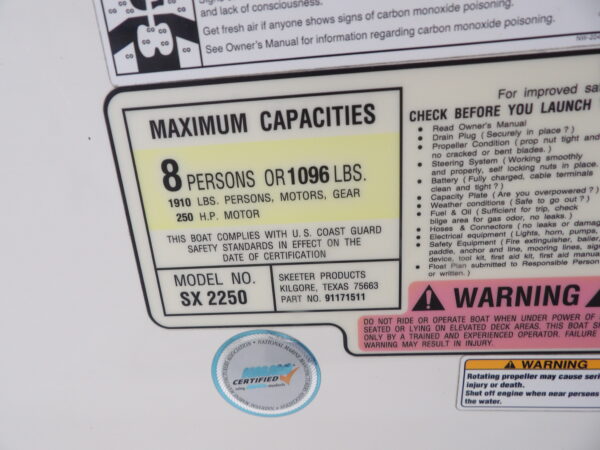 and lack of consciousness.
Get fresh air if anyone shows signs of carbon monoxide poisoning.
See Owner's Manual for information regarding carbon monoxide poisoning.
MAXIMUM CAPACITIES
8 PERSONS OR 1096 LBS.
1910 LBS. PERSONS, MOTORS, GEAR
250 H.P. MOTOR
THIS BOAT COMPLIES WITH U.S. COAST GUARD
SAFETY STANDARDS IN EFFECT ON THE
DATE OF CERTIFICATION
MODEL NO.
SX 2250
SKEETER PRODUCTS
KILGORE, TEXAS 75663
PART NO. 91171511
For improved
CHECK BEFORE YOU LAUNCH
• Read Owner's Manual
• Drain Plug (Securely in place?)
• Propeller Condition (prop nut tight and
no cracked or bent blades.)
• Steering System (Working smoothly
and properly, self locking nuts in place.
• Battery (Fully charged, cable terminals
clean and tight?)
• Capacity Plate (Are you overpowered?)
• Weather conditions (Safe to go out?)
• Fuel & Oil (Sufficient for trip, check
bilge area for gas odor, no leaks.)
• Hoses & Connectors (no leaks or
• Electrical equipment (Lights, horn, pumps,
• Safety Equipment (Fire extinguisher, bailer,
paddle, anchor and line, mooring lines,
device, tool kit, first aid kit, first aid
• Float Plan submitted to Responsible Person
or written.)
WARNING
DO NOT RIDE OR OPERATE BOAT WHEN UNDER POWER OF
SEATED OR LYING ON ELEVATED DECK AREAS. THIS BOAT
ONLY BY A TRAINED AND EXPERIENCED OPERATOR. FAILURE
WARNING MAY RESULT IN INJURY.
NATIONAL MARINE MANUFACTURERS ASSOCIATION
NMMA
CERTIFIED
WARNING
Rotating propeller may cause
injury or death.
Shut off engine when near persons
the water.